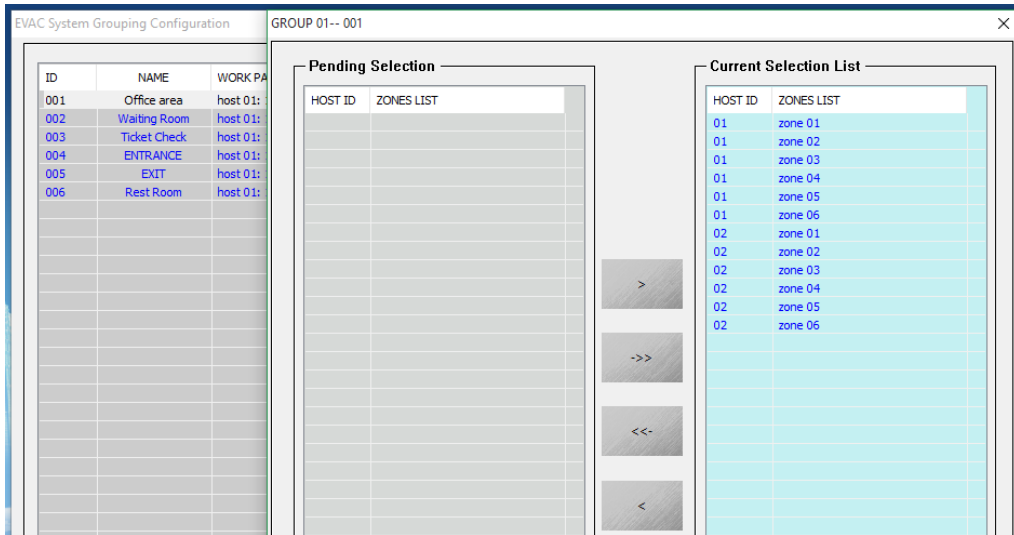 EVAC System Grouping Configuration
ID NAME WORK PA
001 Office area host 01:
002 Waiting Room host 01:
003 Ticket Check host 01:
004 ENTRANCE host 01:
005 EXIT host 01:
006 Rest Room host 01:
GROUP 01-- 001
Pending Selection
HOST ID ZONES LIST
>
->>
<<-
<
Current Selection List
HOST ID ZONES LIST
01 zone 01
01 zone 02
01 zone 03
01 zone 04
01 zone 05
01 zone 06
02 zone 01
02 zone 02
02 zone 03
02 zone 04
02 zone 05
02 zone 06